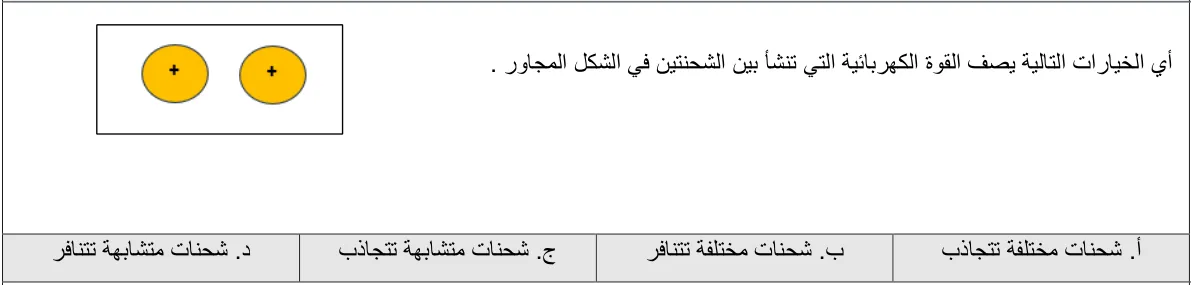 أي الخيارات التالية يصف القوة الكهربائية التي تنشأ بين الشحنتين في الشكل المجاور .
+ +
أ. شحنات مختلفة تتجاذب
ب. شحنات مختلفة تتنافر
ج. شحنات متشابهة تتجاذب
د. شحنات متشابهة تتنافر